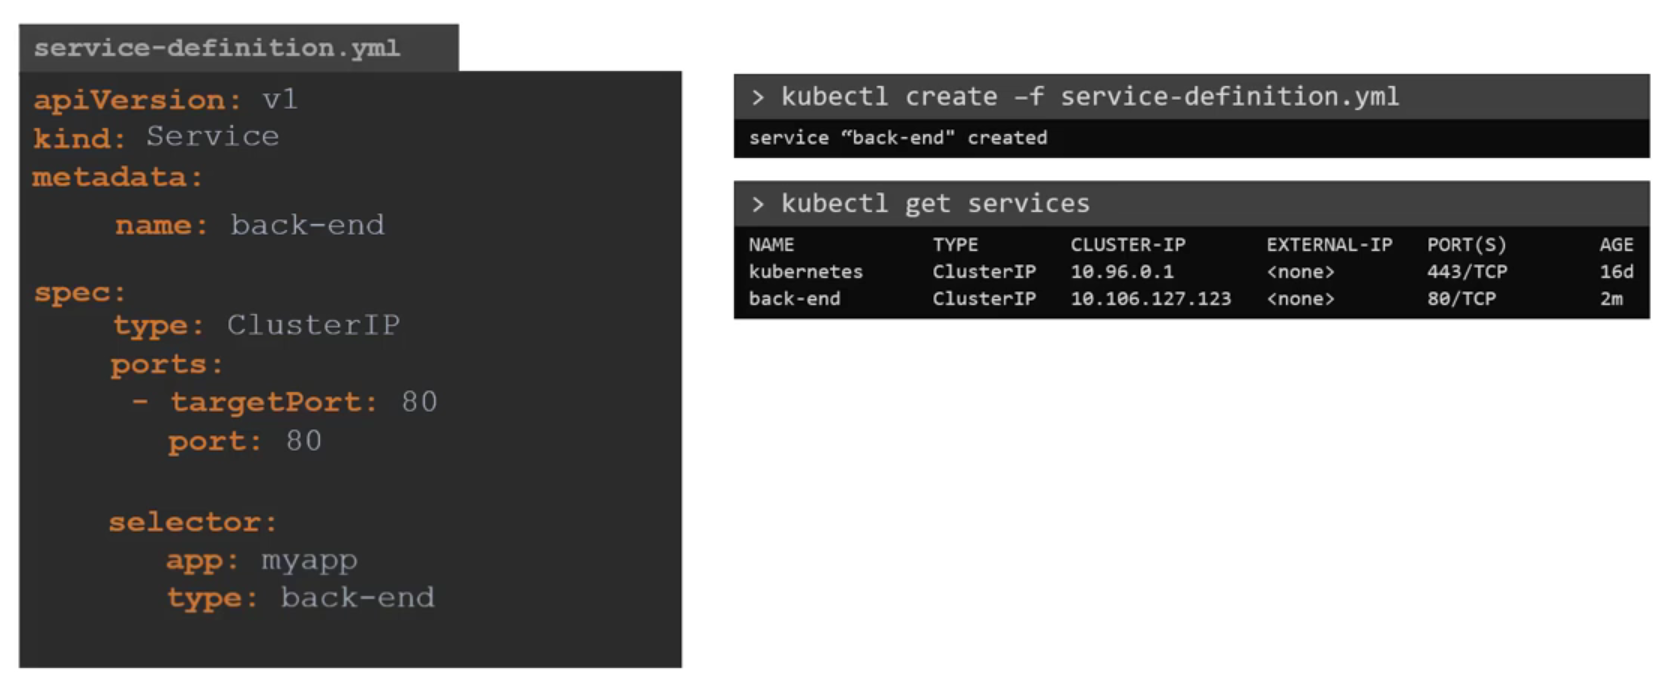 service-definition.yml
apiVersion: v1
kind: Service
metadata:
name: back-end
spec:
type: ClusterIP
ports:
- targetPort: 80
port: 80
selector:
app: myapp
type: back-end
> kubectl create –f service-definition.yml
service “back-end" created
> kubectl get services
NAME TYPE CLUSTER-IP EXTERNAL-IP PORT(S) AGE
kubernetes ClusterIP 10.96.0.1 <none> 443/TCP 16d
back-end ClusterIP 10.106.127.123 <none> 80/TCP 2m